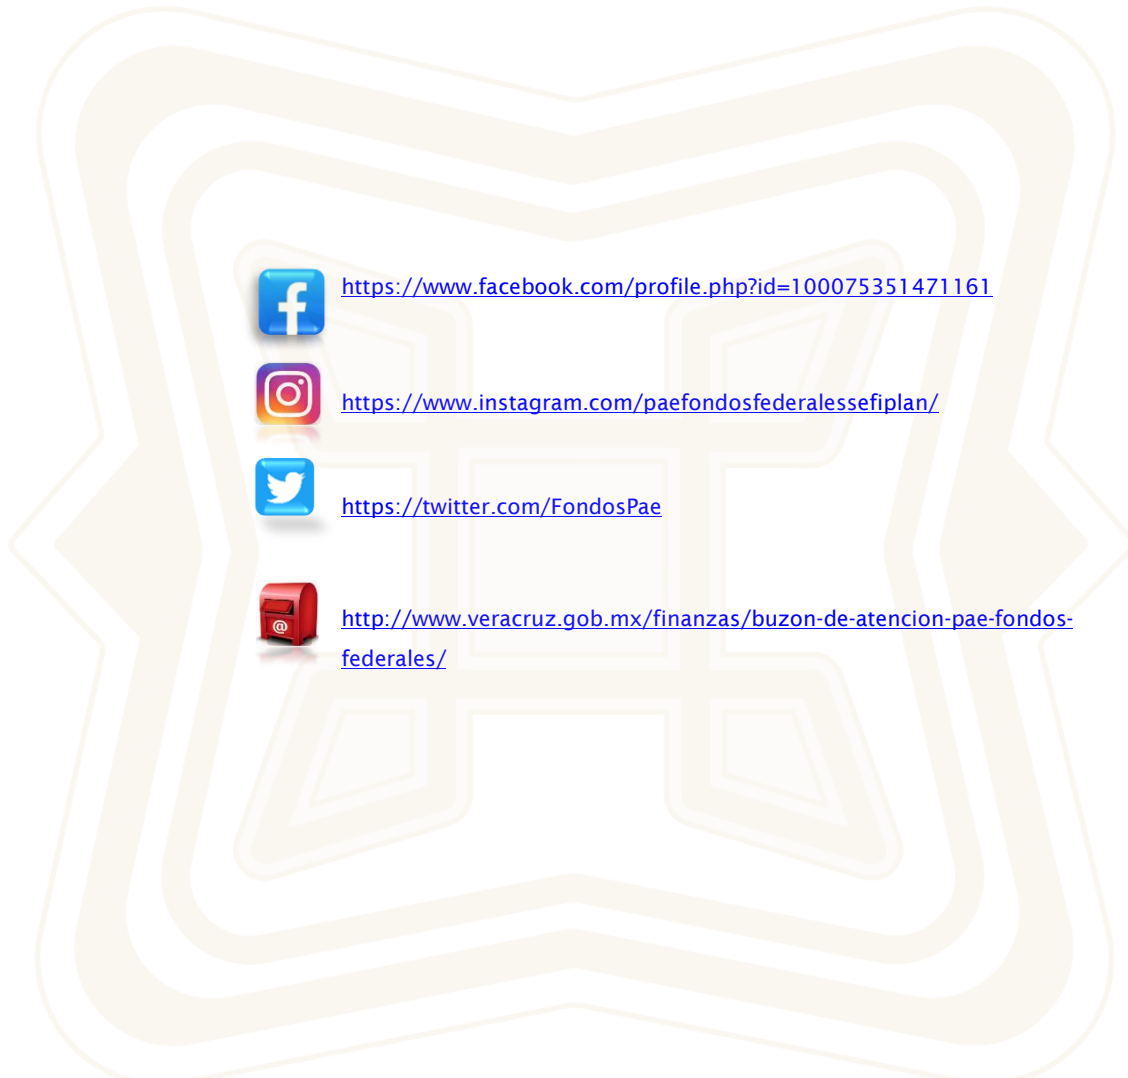 https://www.facebook.com/profile.php?id=100075351471161
https://www.instagram.com/paefondosfederalessefiplan/
https://twitter.com/FondosPae
@
http://www.veracruz.gob.mx/finanzas/buzon-de-atencion-pae-fondos-
federales/